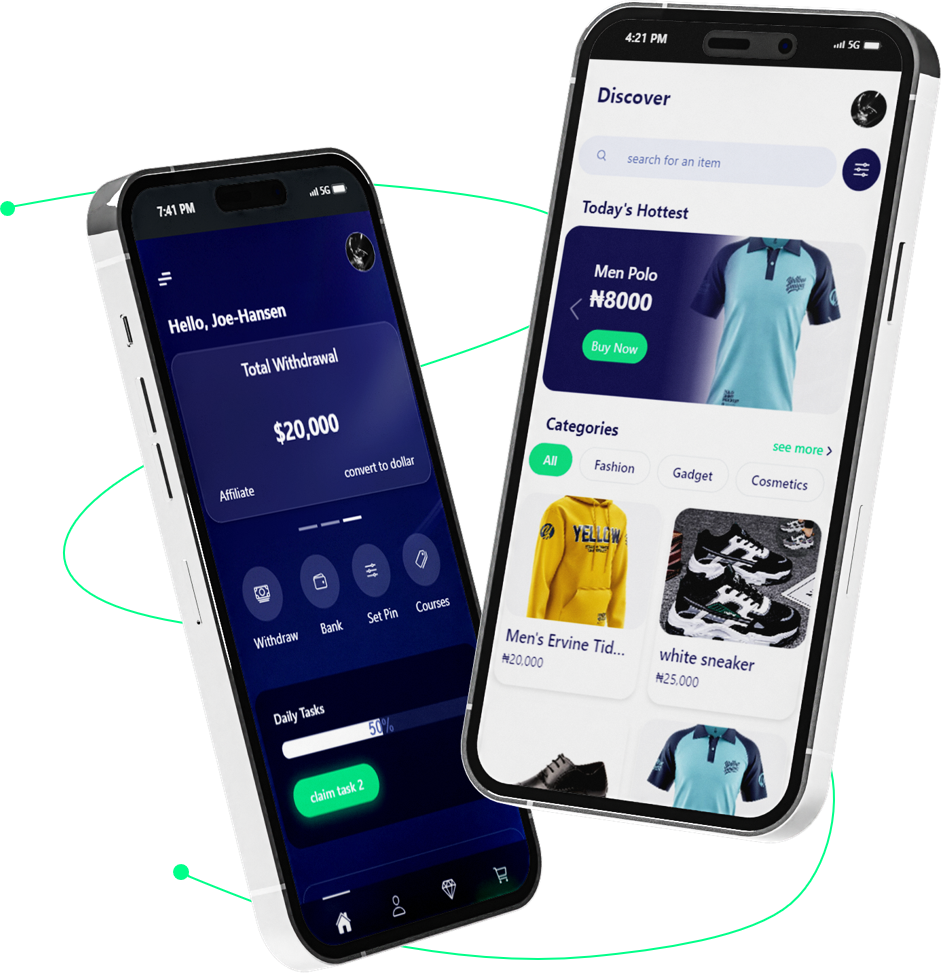 7:41 PM
5G
Hello, Joe-Hansen
Total Withdrawal
$20,000
convert to dollar
Affiliate
Withdraw
Bank
Set Pin
Courses
Daily Tasks
50%
claim task 2
4:21 PM
5G
Discover
search for an item
Today's Hottest
Men Polo
₦8000
Buy Now
Categories
see more
All
Fashion
Gadget
Cosmetics
YELLOW
Men's Ervine Tid...
₦20,000
white sneaker
₦25,000